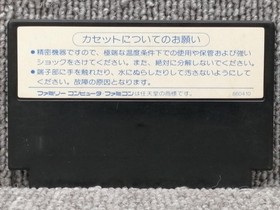 カセットについてのお願い
●精密機器ですので、極端な温度条件下での使用や保管および強い
ショックをさけてください。また、絶対に分解しないでください。
●端子部に手を触れたり、水にぬらしたりして汚さないようにして
ください。故障の原因となります。
ファミリーコンピュータ・ファミコンは任天堂の商標です。